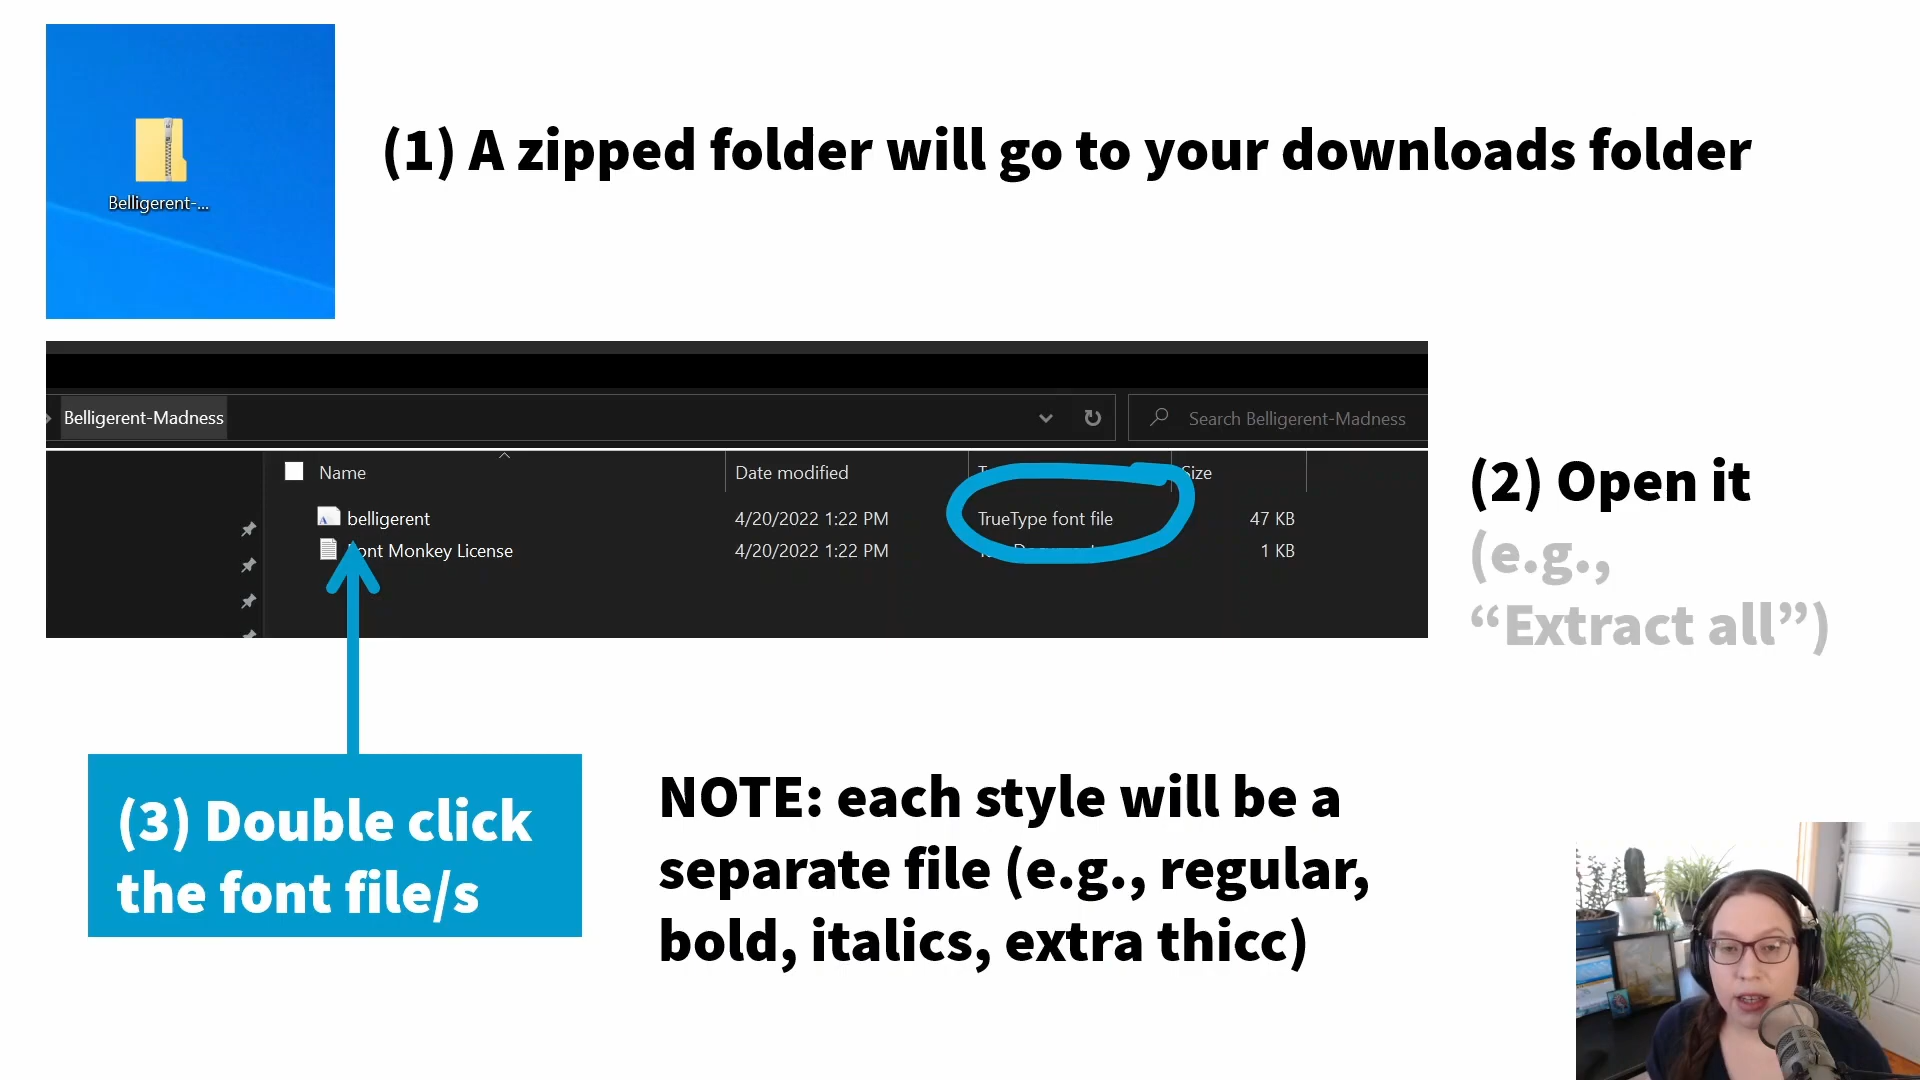 Belligerent-...
(1) A zipped folder will go to your downloads folder
Belligerent-Madness
Search Belligerent-Madness
Name
Date modified
Size
belligerent
4/20/2022 1:22 PM
TrueType font file
47 KB
Font Monkey License
4/20/2022 1:22 PM
1 KB
(2) Open it
(e.g.,
“Extract all”)
(3) Double click
the font file/s
NOTE: each style will be a
separate file (e.g., regular,
bold, italics, extra thicc)